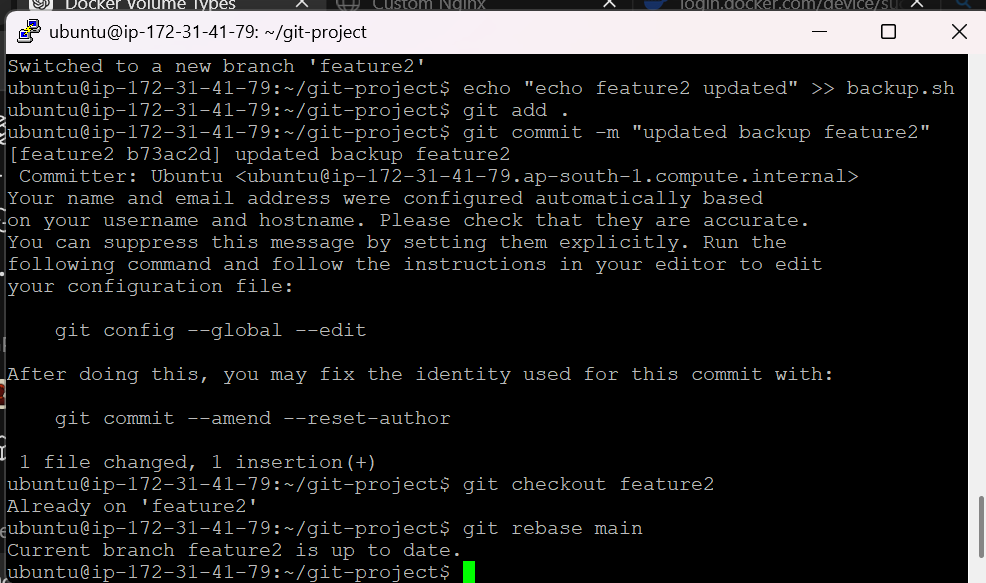 Docker Volume Types
Custom Nginx
login.docker.com/device/su
ubuntu@ip-172-31-41-79: ~/git-project
Switched to a new branch 'feature2'
ubuntu@ip-172-31-41-79:~/git-project$ echo "echo feature2 updated" >> backup.sh
ubuntu@ip-172-31-41-79:~/git-project$ git add .
ubuntu@ip-172-31-41-79:~/git-project$ git commit -m "updated backup feature2"
[feature2 b73ac2d] updated backup feature2
 Committer: Ubuntu <ubuntu@ip-172-31-41-79.ap-south-1.compute.internal>
Your name and email address were configured automatically based
on your username and hostname. Please check that they are accurate.
You can suppress this message by setting them explicitly. Run the
following command and follow the instructions in your editor to edit
your configuration file:
    git config --global --edit
After doing this, you may fix the identity used for this commit with:
    git commit --amend --reset-author
 1 file changed, 1 insertion(+)
ubuntu@ip-172-31-41-79:~/git-project$ git checkout feature2
Already on 'feature2'
ubuntu@ip-172-31-41-79:~/git-project$ git rebase main
Current branch feature2 is up to date.
ubuntu@ip-172-31-41-79:~/git-project$